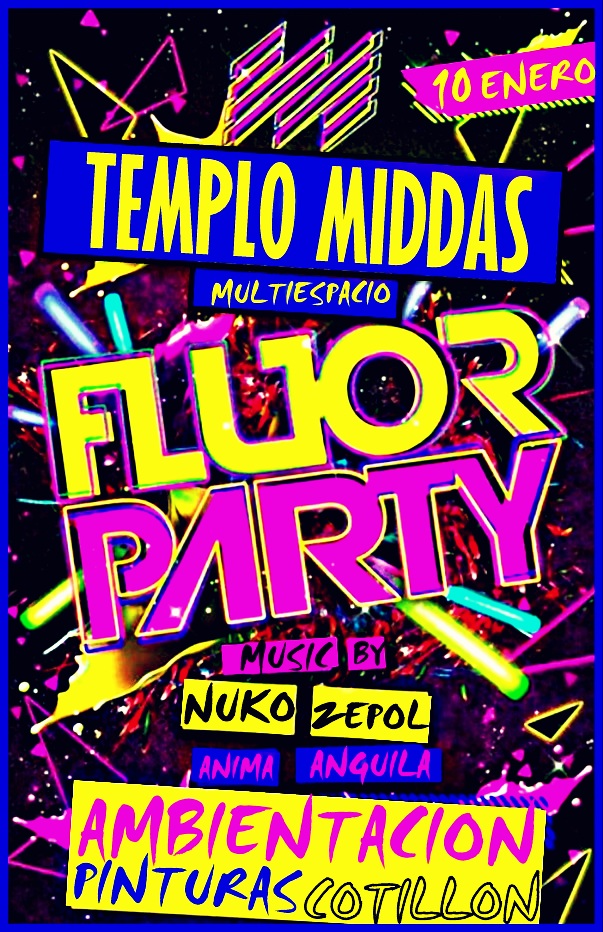 10 ENERO
TEMPLO MIDDAS
MULTIESPACIO
FLUOR
PARTY
MUSIC BY
NUKO ZEPOL
ANIMA ANGUILA
AMBIENTACION
PINTURAS COTILLON